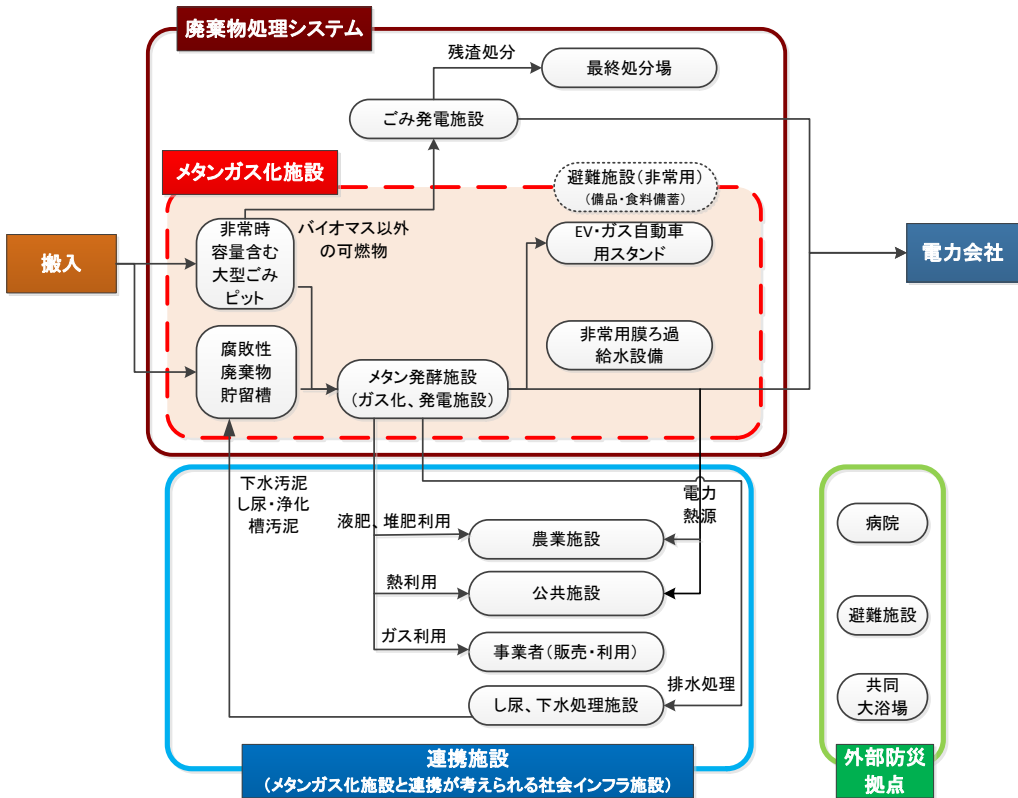 廃棄物処理システム
残渣処分
最終処分場
ごみ発電施設
メタンガス化施設
避難施設（非常用）
（備品・食料備蓄）
非常時
容量含む
大型ごみ
ピット
バイオマス以外
の可燃物
EV・ガス自動車
用スタンド
搬入
電力会社
非常用膜ろ過
給水設備
腐敗性
廃棄物
貯留槽
メタン発酵施設
（ガス化、発電施設）
下水汚泥
し尿・浄化
槽汚泥
電力
熱源
液肥、堆肥利用
農業施設
熱利用
公共施設
ガス利用
事業者（販売・利用）
排水処理
し尿、下水処理施設
連携施設
（メタンガス化施設と連携が考えられる社会インフラ施設）
病院
避難施設
共同
大浴場
外部防災
拠点